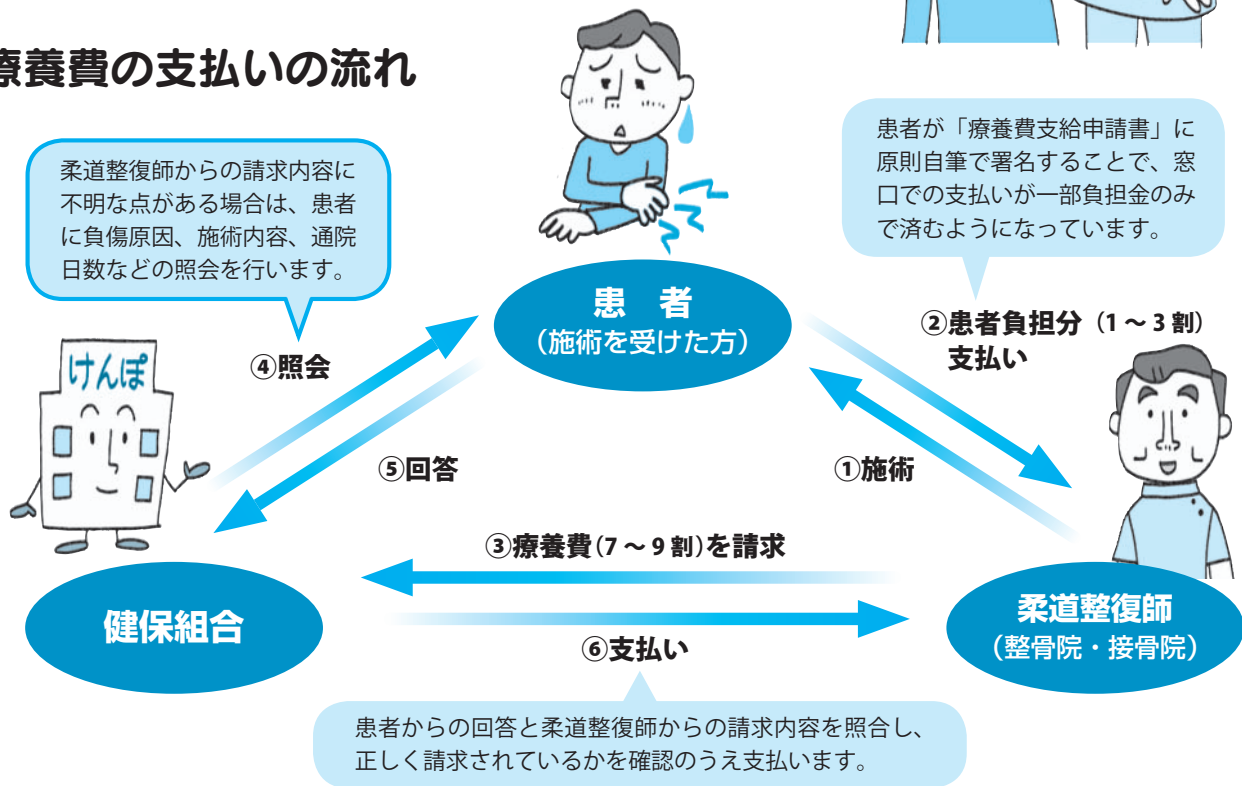 療養費の支払いの流れ
柔道整復師からの請求内容に
不明な点がある場合は、患者
に負傷原因、施術内容、通院
日数などの照会を行います。
患者が「療養費支給申請書」に
原則自筆で署名することで、窓
口での支払いが一部負担金のみ
で済むようになっています。
患 者
(施術を受けた方)
②患者負担分（1～3割）
支払い
けんぽ
④照会
⑤回答
①施術
③療養費(7～9割)を請求
健保組合
柔道整復師
(整骨院・接骨院)
⑥支払い
患者からの回答と柔道整復師からの請求内容を照合し、
正しく請求されているかを確認のうえ支払います。